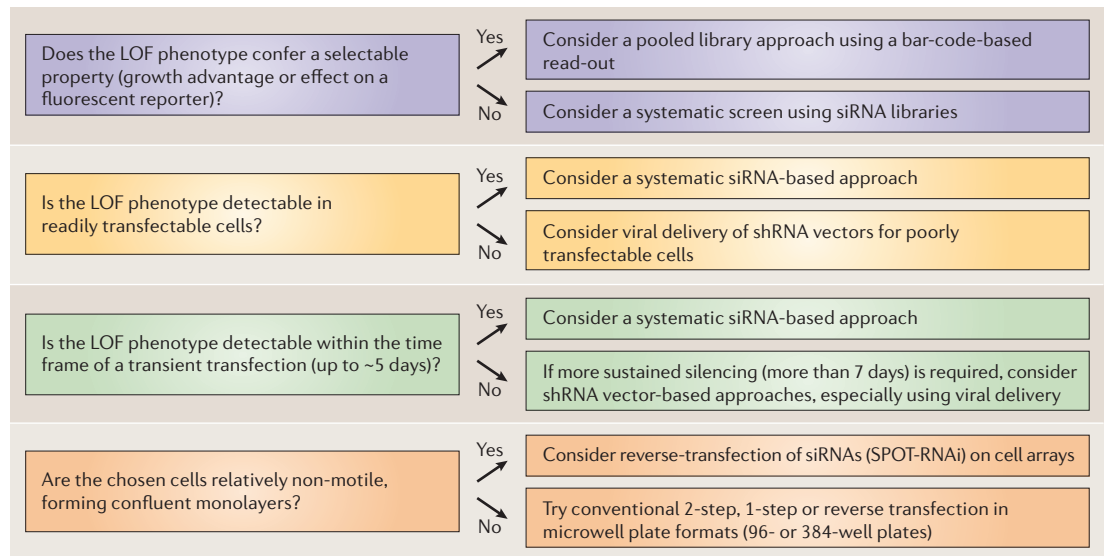 Does the LOF phenotype confer a selectable
property (growth advantage or effect on a
fluorescent reporter)?
Yes
Consider a pooled library approach using a bar-code-based
read-out
No
Consider a systematic screen using siRNA libraries
Is the LOF phenotype detectable in
readily transfectable cells?
Yes
Consider a systematic siRNA-based approach
No
Consider viral delivery of shRNA vectors for poorly
transfectable cells
Is the LOF phenotype detectable within the time
frame of a transient transfection (up to ~5 days)?
Yes
Consider a systematic siRNA-based approach
No
If more sustained silencing (more than 7 days) is required, consider
shRNA vector-based approaches, especially using viral delivery
Are the chosen cells relatively non-motile,
forming confluent monolayers?
Yes
Consider reverse-transfection of siRNAs (SPOT-RNAi) on cell arrays
No
Try conventional 2-step, 1-step or reverse transfection in
microwell plate formats (96- or 384-well plates)